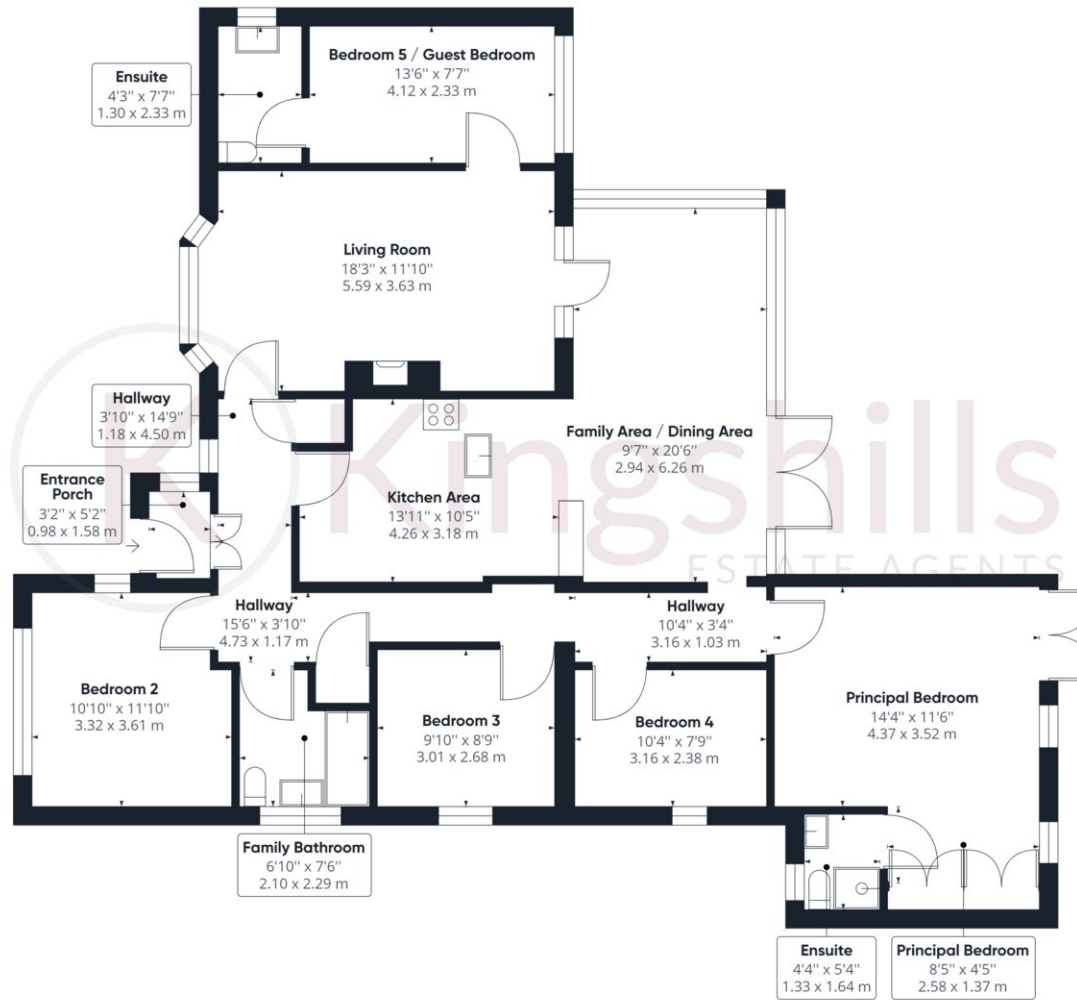 Bedroom 5 / Guest Bedroom
13'6" x 7'7"
4.12 x 2.33 m
Ensuite
4'3" x 7'7"
1.30 x 2.33 m
Living Room
18'3" x 11'10"
5.59 x 3.63 m
Hallway
3'10" x 14'9"
1.18 x 4.50 m
Family Area / Dining Area
9'7" x 20'6"
2.94 x 6.26 m
Entrance
Porch
3'2" x 5'2"
0.98 x 1.58 m
Kitchen Area
13'11" x 10'5"
4.26 x 3.18 m
K Kingshills
ESTATE AGENTS
Hallway
15'6" x 3'10"
4.73 x 1.17 m
Hallway
10'4" x 3'4"
3.16 x 1.03 m
Bedroom 2
10'10" x 11'10"
3.32 x 3.61 m
Bedroom 3
9'10" x 8'9"
3.01 x 2.68 m
Bedroom 4
10'4" x 7'9"
3.16 x 2.38 m
Principal Bedroom
14'4" x 11'6"
4.37 x 3.52 m
Family Bathroom
6'10" x 7'6"
2.10 x 2.29 m
Ensuite
4'4" x 5'4"
1.33 x 1.64 m
Principal Bedroom
8'5" x 4'5"
2.58 x 1.37 m